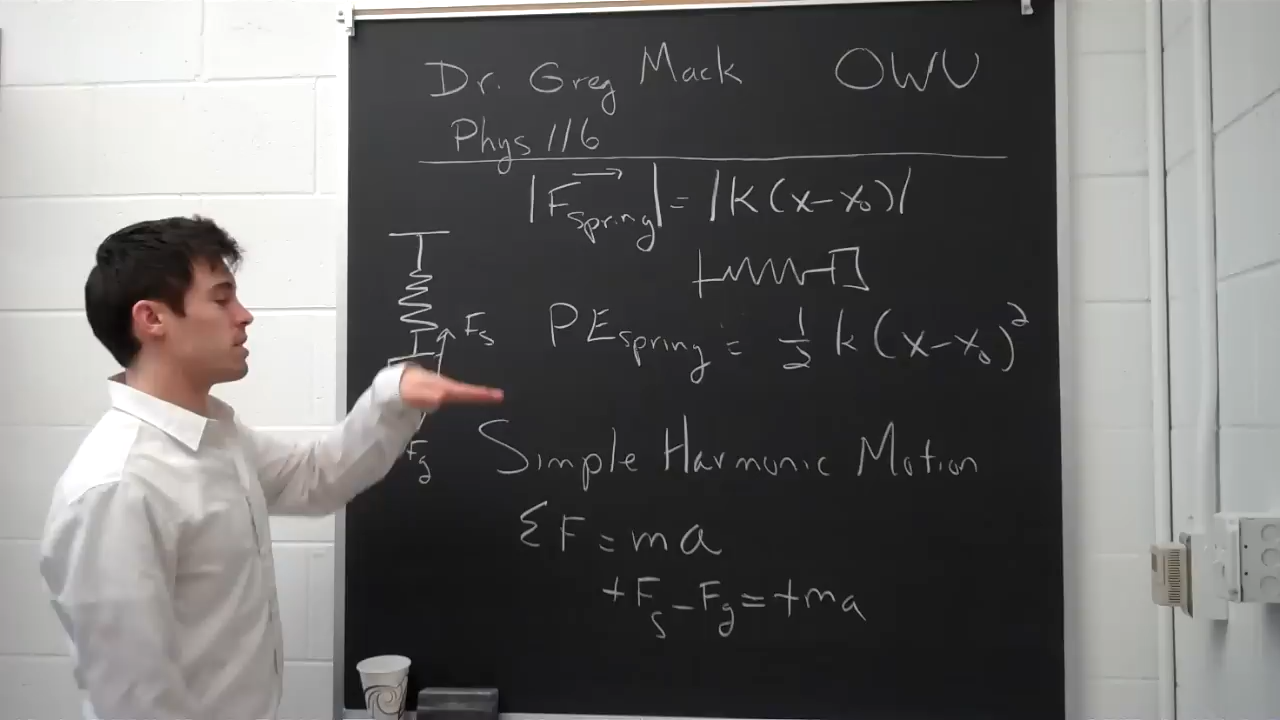 Dr. Greg Mack OWU
Phys 116
|F⃗spring| = |k(x-x₀)|
Fs
PEspring = ½ k(x-x₀)²
Fg
Simple Harmonic Motion
ΣF = ma
+Fs - Fg = +ma